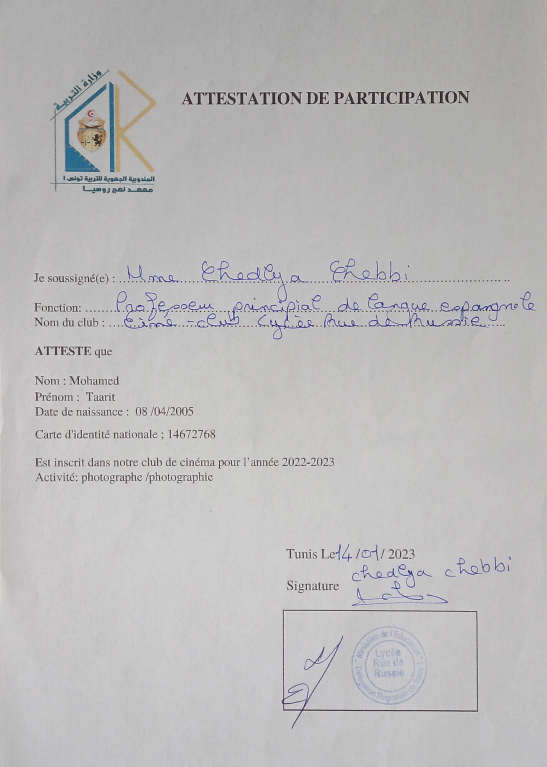 وزارة التربية
ATTESTATION DE PARTICIPATION
المندوبية الجهوية للتربية تونس 1
معهد نهج روسيا
Je soussigné(e) : Mme Chedlya Chebbi
Fonction: Professeur principal de langue espagnole
Nom du club : Ciné-club Lycée Rue de Russie
ATTESTE que
Nom : Mohamed
Prénom : Taarit
Date de naissance : 08 /04/2005
Carte d'identité nationale : 14672768
Est inscrit dans notre club de cinéma pour l'année 2022-2023
Activité: photographe /photographie
Tunis Le 14 /01/ 2023
chedlya chebbi
Signature
Ministère de l'Education
Lycée
Rue de
Russie